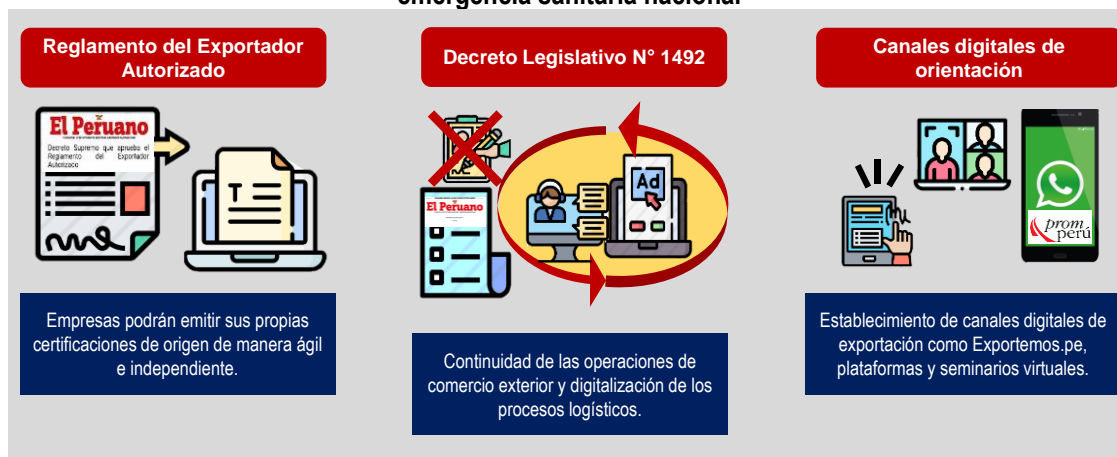 emergencia sanitaria nacional
Reglamento del Exportador
Autorizado
El Peruano
Decreto Supremo que aprueba el
Reglamento del Exportador
Autorizado
T
Empresas podrán emitir sus propias
certificaciones de origen de manera ágil
e independiente.
Decreto Legislativo N° 1492
El Peruano
Ad
Continuidad de las operaciones de
comercio exterior y digitalización de los
procesos logísticos.
Canales digitales de
orientación
prom
perú
Establecimiento de canales digitales de
exportación como Exportemos.pe,
plataformas y seminarios virtuales.